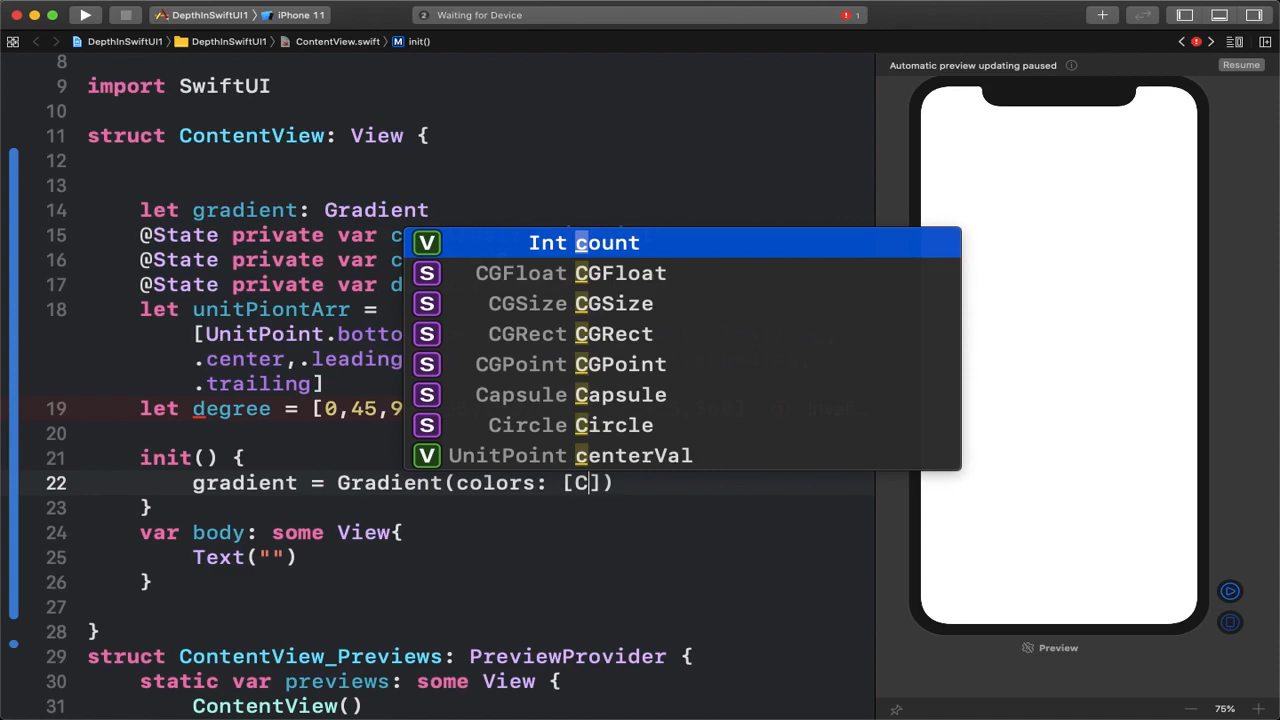 DepthInSwiftUI1 > iPhone 11
2 Waiting for Device
1
DepthInSwiftUI1 > DepthInSwiftUI1 > ContentView.swift > M init()
Automatic preview updating paused
Resume
8
9 import SwiftUI
10
11 struct ContentView: View {
12
13
14 let gradient: Gradient
15 @State private var c
16 @State private var c
17 @State private var d
18 let unitPiontArr =
[UnitPoint.botto
.center,.leading
.trailing]
19 let degree = [0,45,9
20
21 init() {
22 gradient = Gradient(colors: [C])
23 }
24 var body: some View{
25 Text("")
26 }
27
28 }
29 struct ContentView_Previews: PreviewProvider {
30 static var previews: some View {
31 ContentView()
V Int count
S CGFloat CGFloat
S CGSize CGSize
S CGRect CGRect
S CGPoint CGPoint
S Capsule Capsule
S Circle Circle
V UnitPoint centerVal
Preview
75%